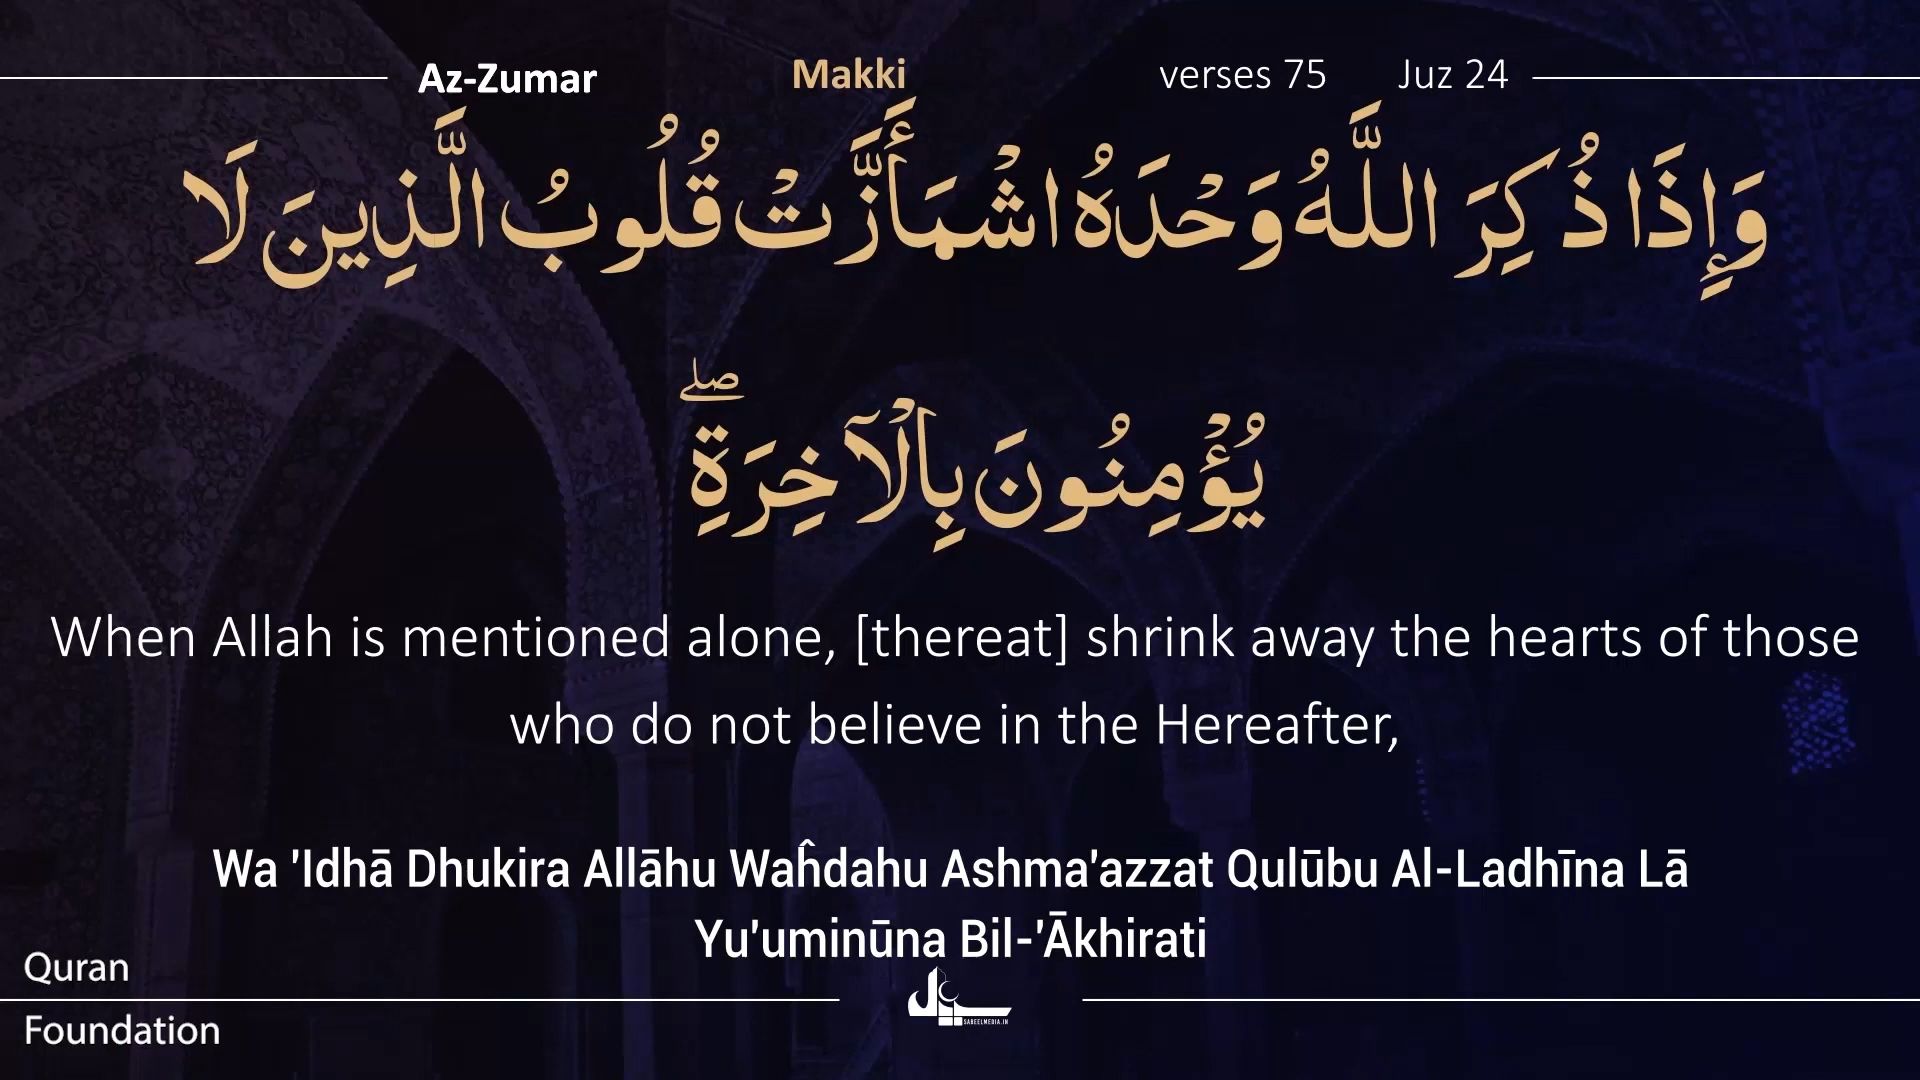 Az-Zumar Makki verses 75 Juz 24
وَإِذَا ذُكِرَ اللَّهُ وَحْدَهُ اشْمَأَزَّتْ قُلُوبُ الَّذِينَ لَا
يُؤْمِنُونَ بِالْآخِرَةِ ۖ
When Allah is mentioned alone, [thereat] shrink away the hearts of those
who do not believe in the Hereafter,
Wa 'Idhā Dhukira Allāhu Waĥdahu Ashma'azzat Qulūbu Al-Ladhīna Lā
Yu'uminūna Bil-'Ākhirati
Quran
Foundation
SABEELMEDIA.IN